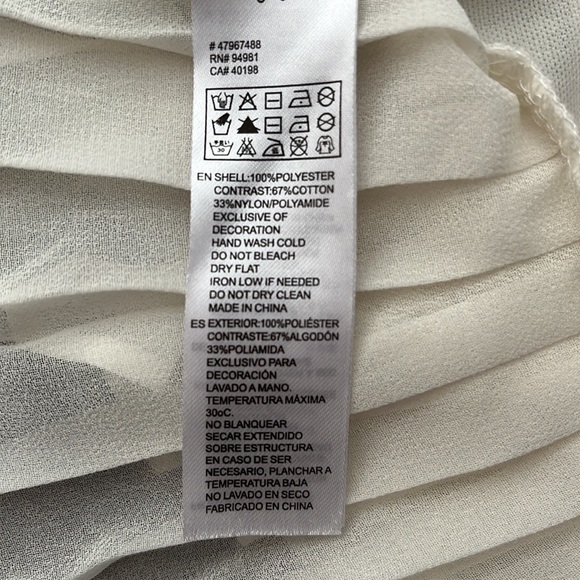 # 47967488
RN# 94981
CA# 40198
30
EN SHELL:100%POLYESTER
CONTRAST:67%COTTON
33%NYLON/POLYAMIDE
EXCLUSIVE OF
DECORATION
HAND WASH COLD
DO NOT BLEACH
DRY FLAT
IRON LOW IF NEEDED
DO NOT DRY CLEAN
MADE IN CHINA
ES EXTERIOR:100%POLIÉSTER
CONTRASTE:67%ALGODÓN
33%POLIAMIDA
EXCLUSIVO PARA
DECORACIÓN
LAVADO A MANO.
TEMPERATURA MÁXIMA
30oC.
NO BLANQUEAR
SECAR EXTENDIDO
SOBRE ESTRUCTURA
EN CASO DE SER
NECESARIO, PLANCHAR A
TEMPERATURA BAJA
NO LAVADO EN SECO
FABRICADO EN CHINA